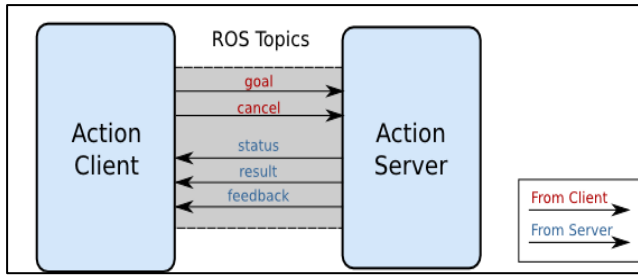 ROS Topics
goal
cancel
Action
Client
status
result
feedback
Action
Server
From Client
From Server